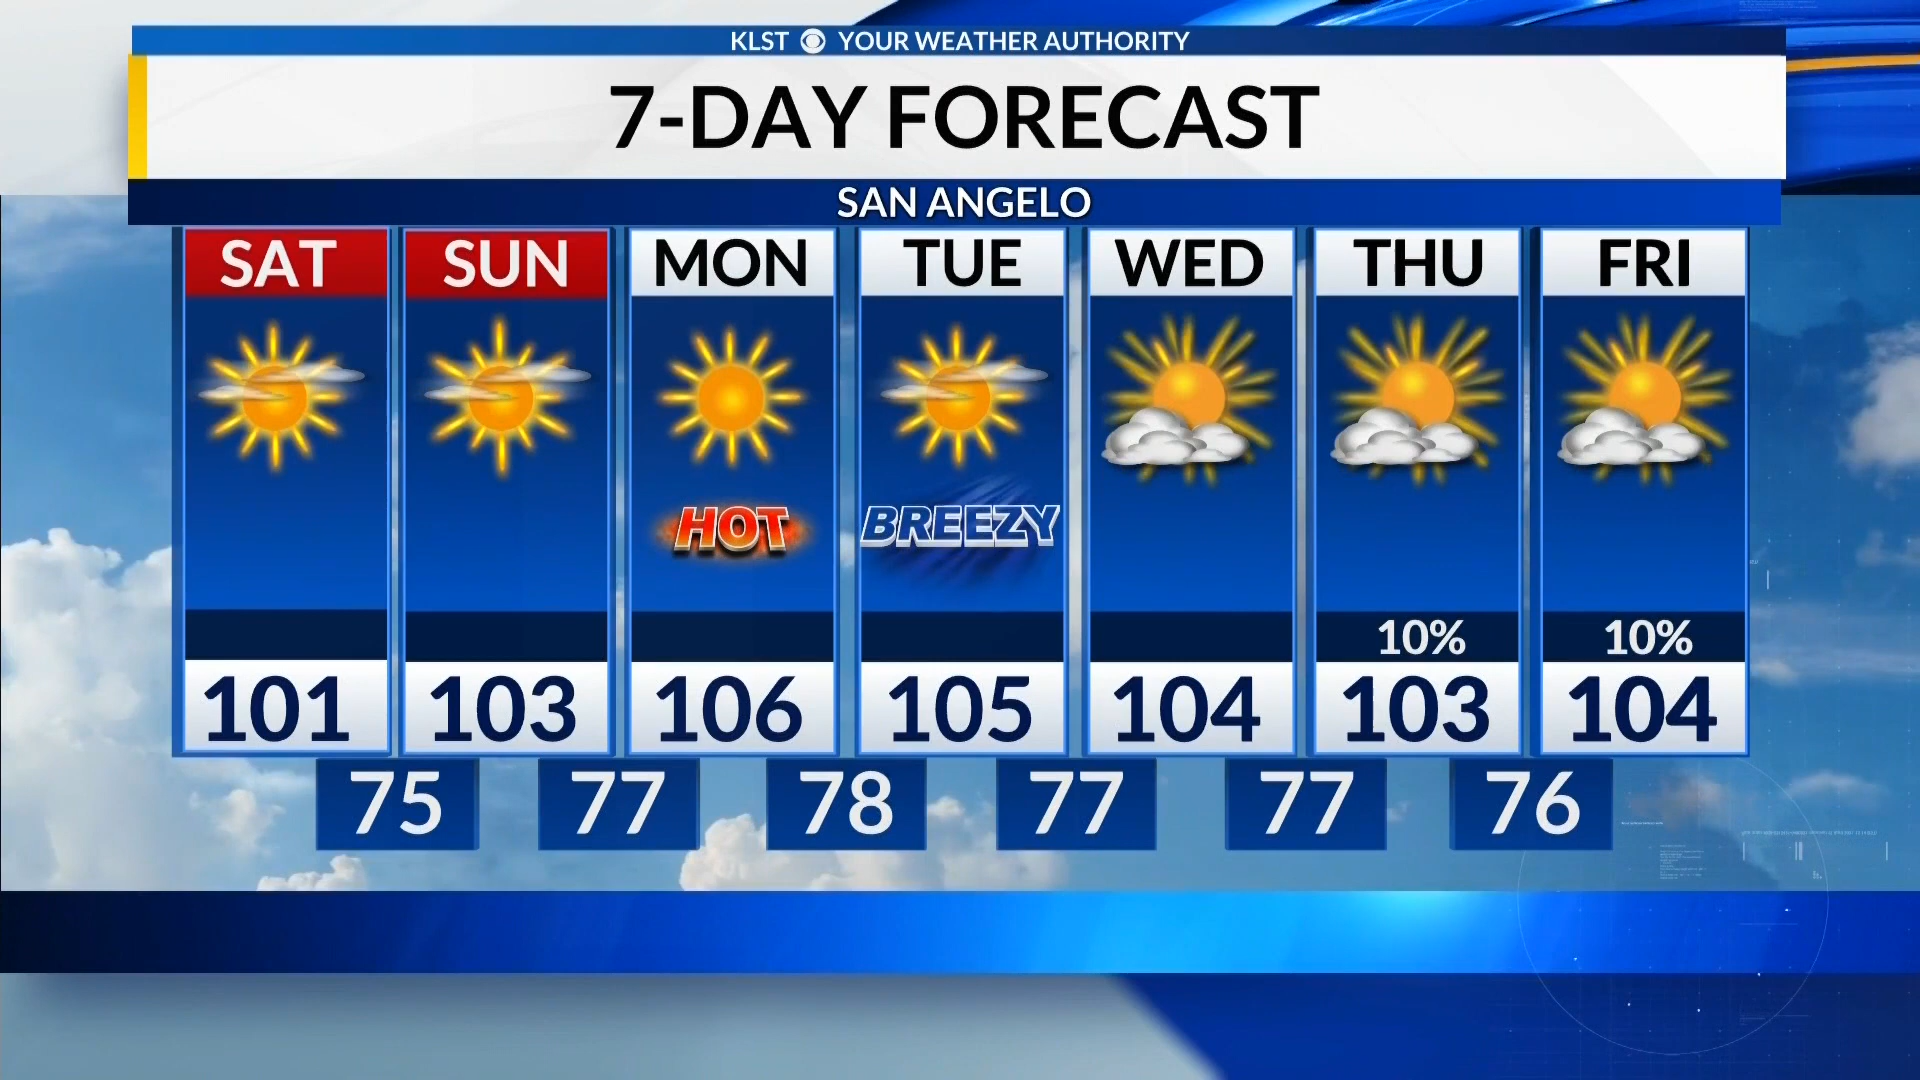 KLST YOUR WEATHER AUTHORITY
7-DAY FORECAST
SAN ANGELO
SAT SUN MON TUE WED THU FRI
HOT BREEZY
10% 10%
101 103 106 105 104 103 104
75 77 78 77 77 76